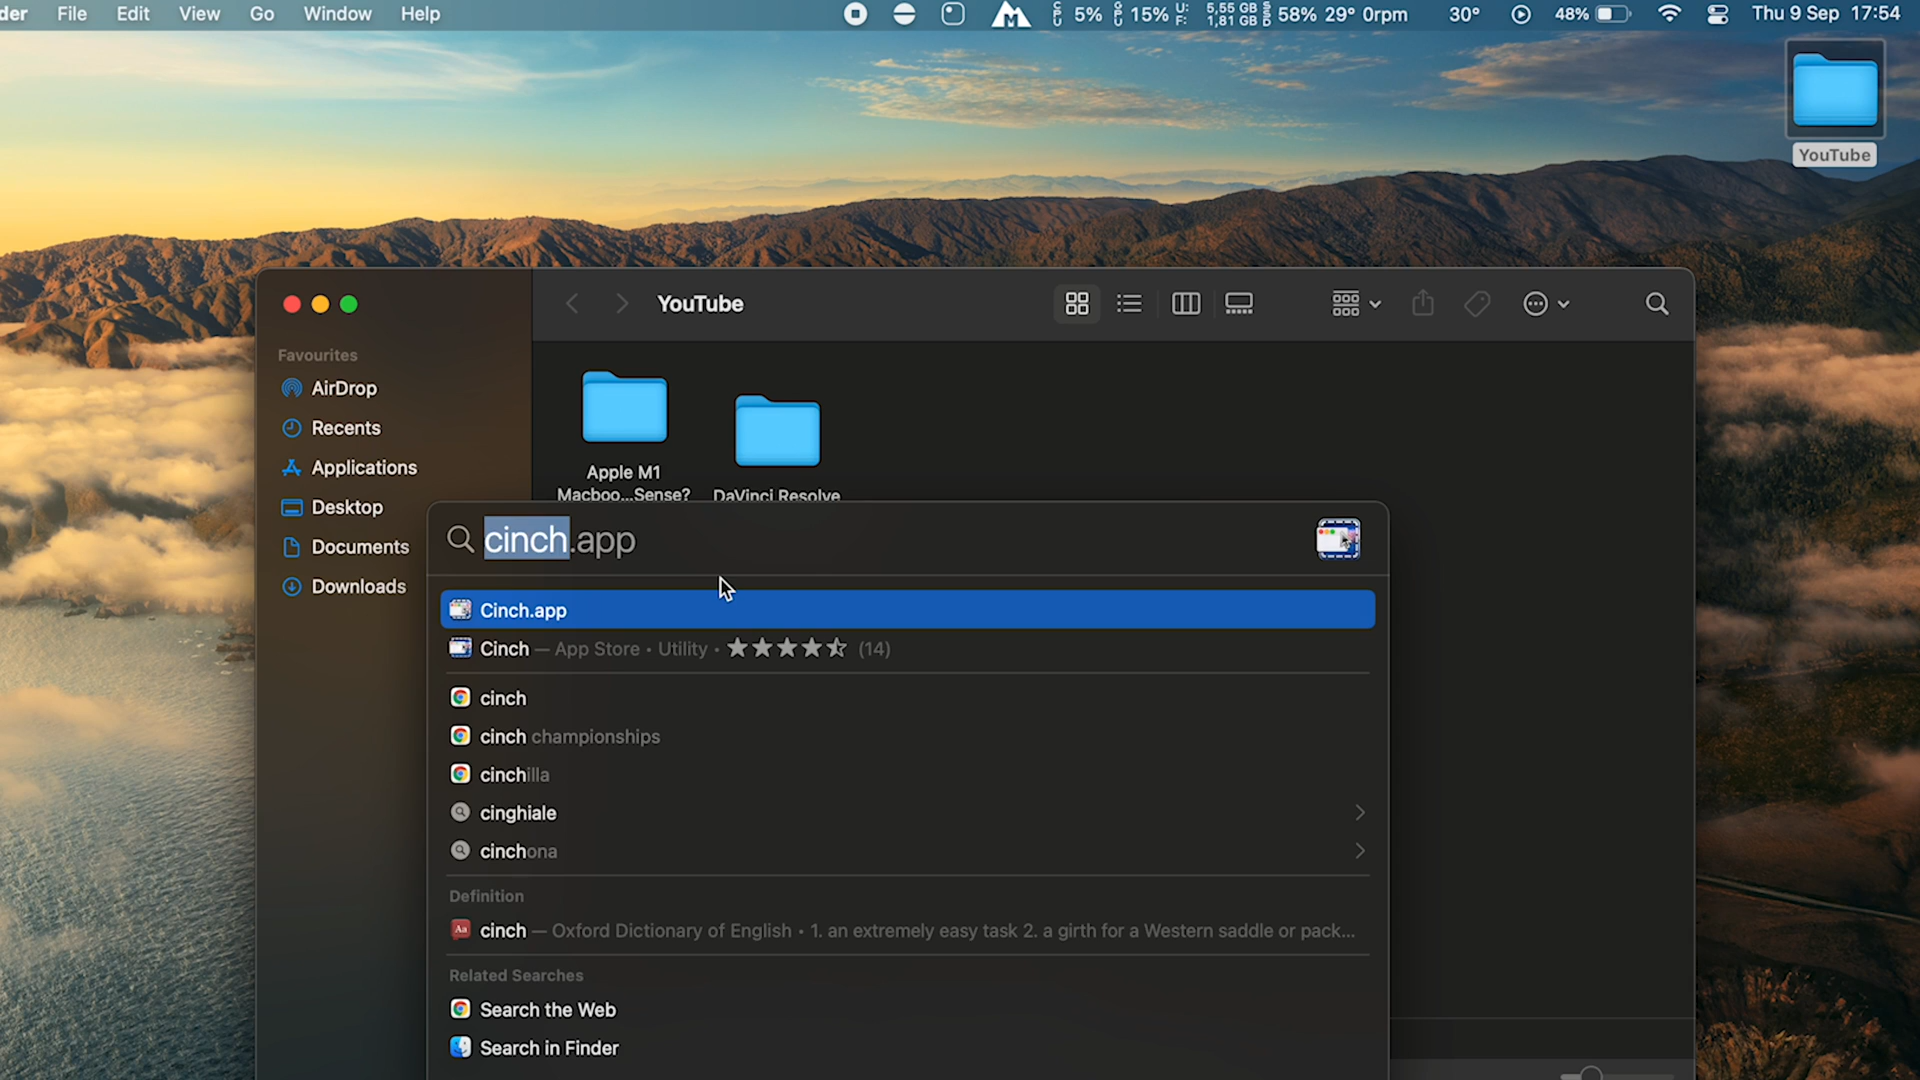 der File Edit View Go Window Help 5% 15% U: 5,55 GB F: 1,81 GB 58% 29° 0rpm 30° 48% Thu 9 Sep 17:54
YouTube
YouTube
Favourites
AirDrop
Recents
Applications
Desktop
Documents
Downloads
Apple M1
Macboo...Sense?
DaVinci Resolve
cinch.app
Cinch.app
Cinch — App Store • Utility • ★★★★⯪ (14)
cinch
cinch championships
cinchilla
cinghiale
cinchona
Definition
cinch — Oxford Dictionary of English • 1. an extremely easy task 2. a girth for a Western saddle or pack...
Related Searches
Search the Web
Search in Finder